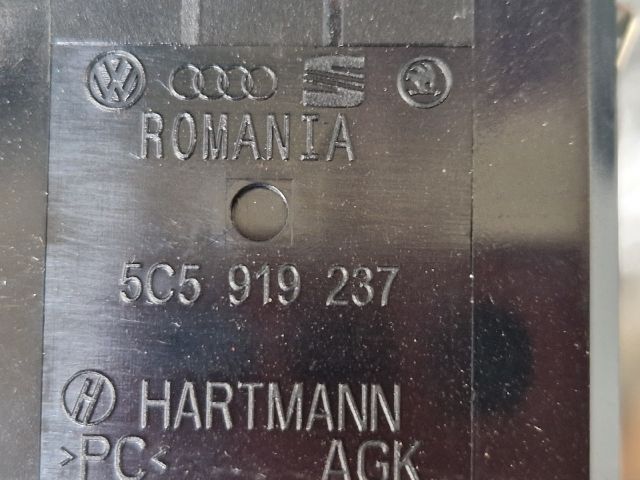 ROMANIA
5C5 919 237
HARTMANN
>PC< AGK